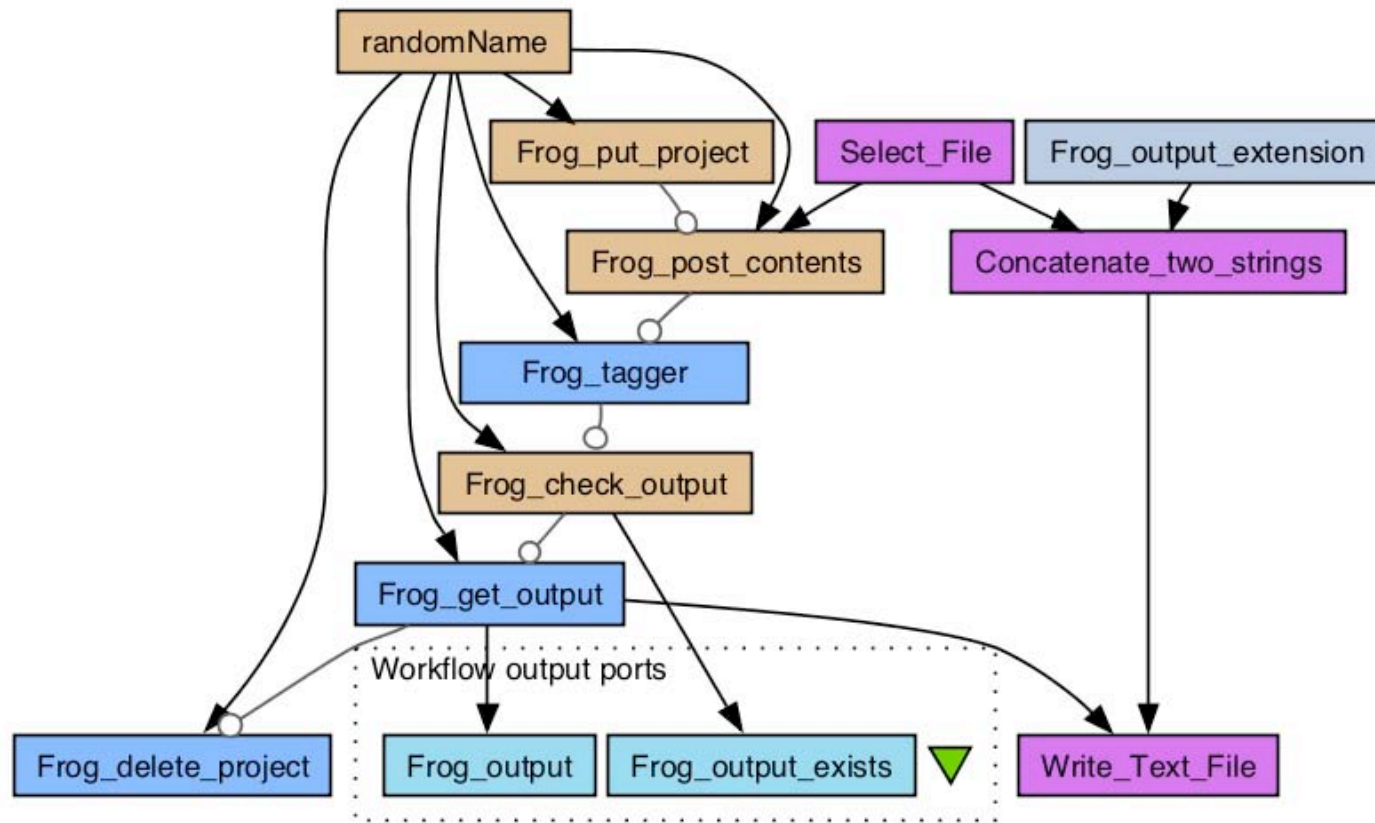 randomName
Frog_put_project
Select_File
Frog_output_extension
Frog_post_contents
Concatenate_two_strings
Frog_tagger
Frog_check_output
Frog_get_output
Workflow output ports
Frog_delete_project
Frog_output
Frog_output_exists
Write_Text_File